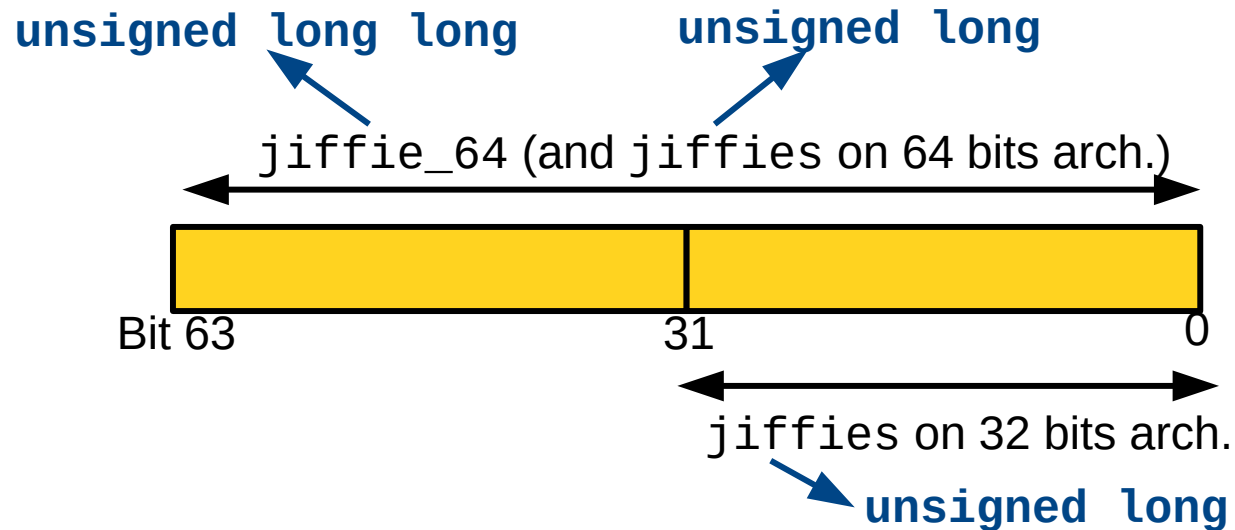 unsigned long long unsigned long
jiffie_64 (and jiffies on 64 bits arch.)
Bit 63 31 0
jiffies on 32 bits arch.
unsigned long